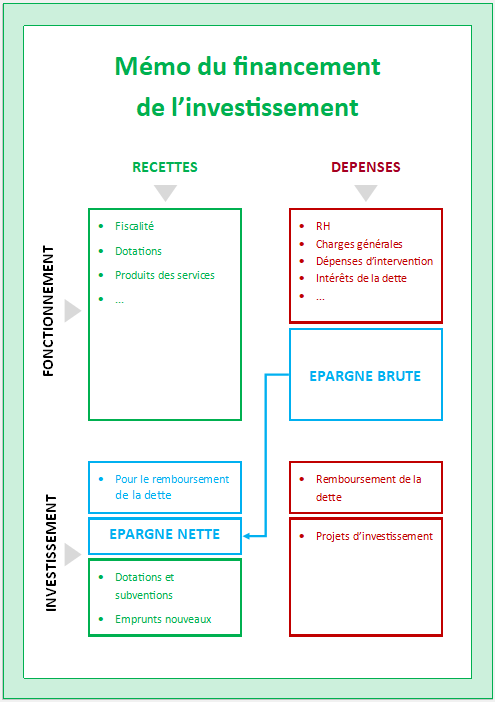 Mémo du financement
de l'investissement
RECETTES
DEPENSES
FONCTIONNEMENT
• Fiscalité
• Dotations
• Produits des services
• ...
• RH
• Charges générales
• Dépenses d'intervention
• Intérêts de la dette
• ...
EPARGNE BRUTE
INVESTISSEMENT
• Pour le remboursement
de la dette
EPARGNE NETTE
• Dotations et
subventions
• Emprunts nouveaux
• Remboursement de la
dette
• Projets d'investissement